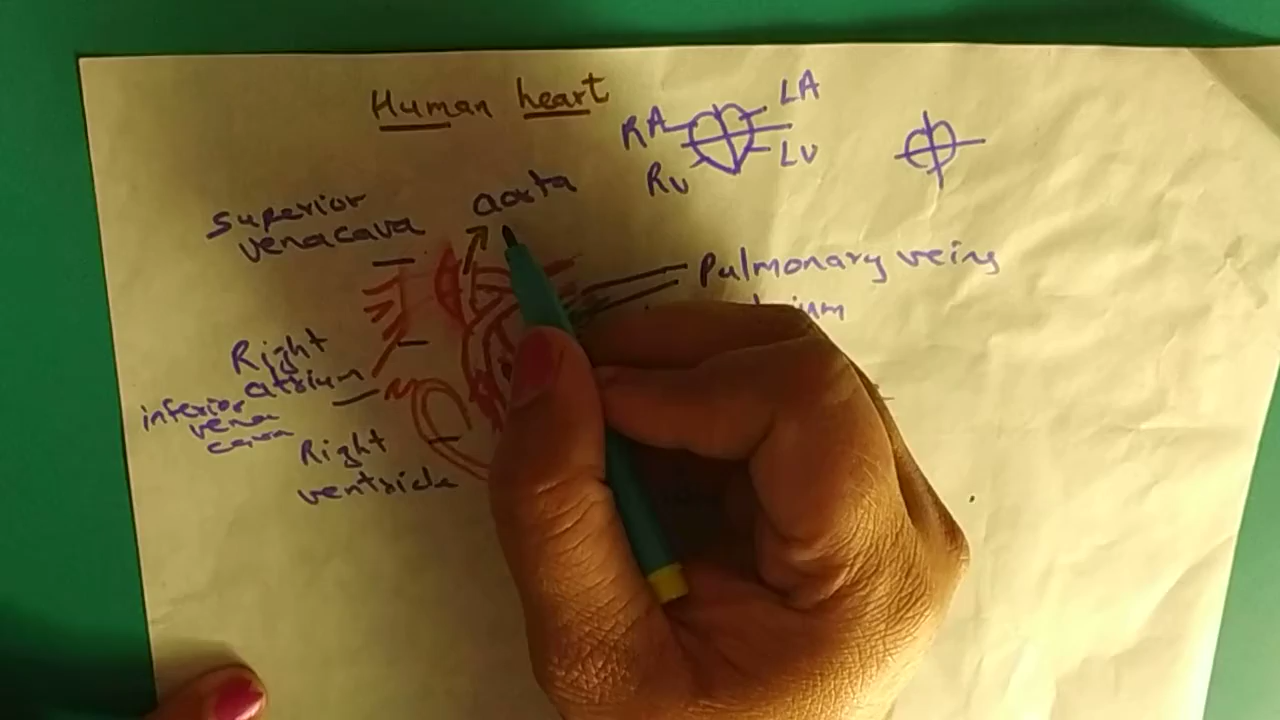 Human heart
RA
LA
RV
LV
aorta
Superior
venacava
Pulmonary veins
Right
atrium
inferior
vena
cava
Right
ventricle